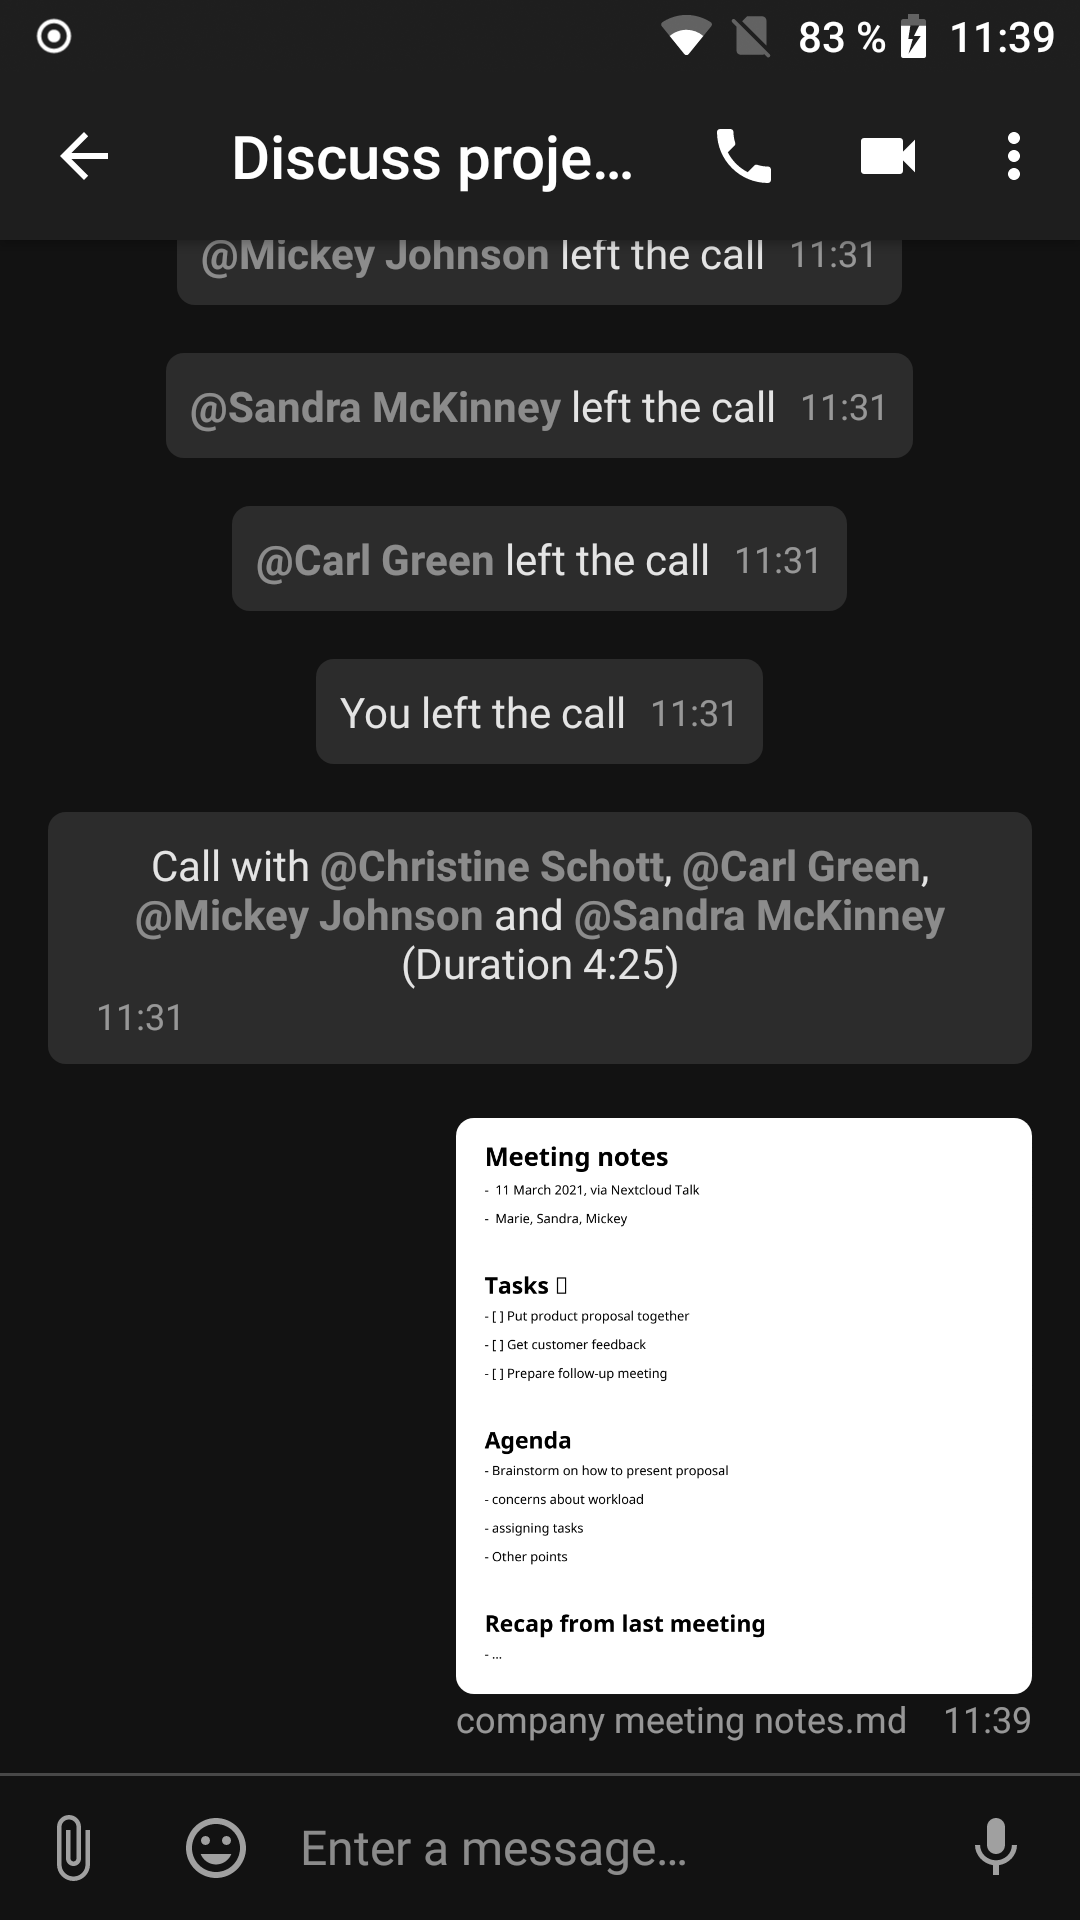 83 % 11:39
Discuss proje...
@Mickey Johnson left the call 11:31
@Sandra McKinney left the call 11:31
@Carl Green left the call 11:31
You left the call 11:31
Call with @Christine Schott, @Carl Green,
@Mickey Johnson and @Sandra McKinney
(Duration 4:25)
11:31
Meeting notes
- 11 March 2021, via Nextcloud Talk
- Marie, Sandra, Mickey
Tasks
- [ ] Put product proposal together
- [ ] Get customer feedback
- [ ] Prepare follow-up meeting
Agenda
- Brainstorm on how to present proposal
- concerns about workload
- assigning tasks
- Other points
Recap from last meeting
- ...
company meeting notes.md 11:39
Enter a message...